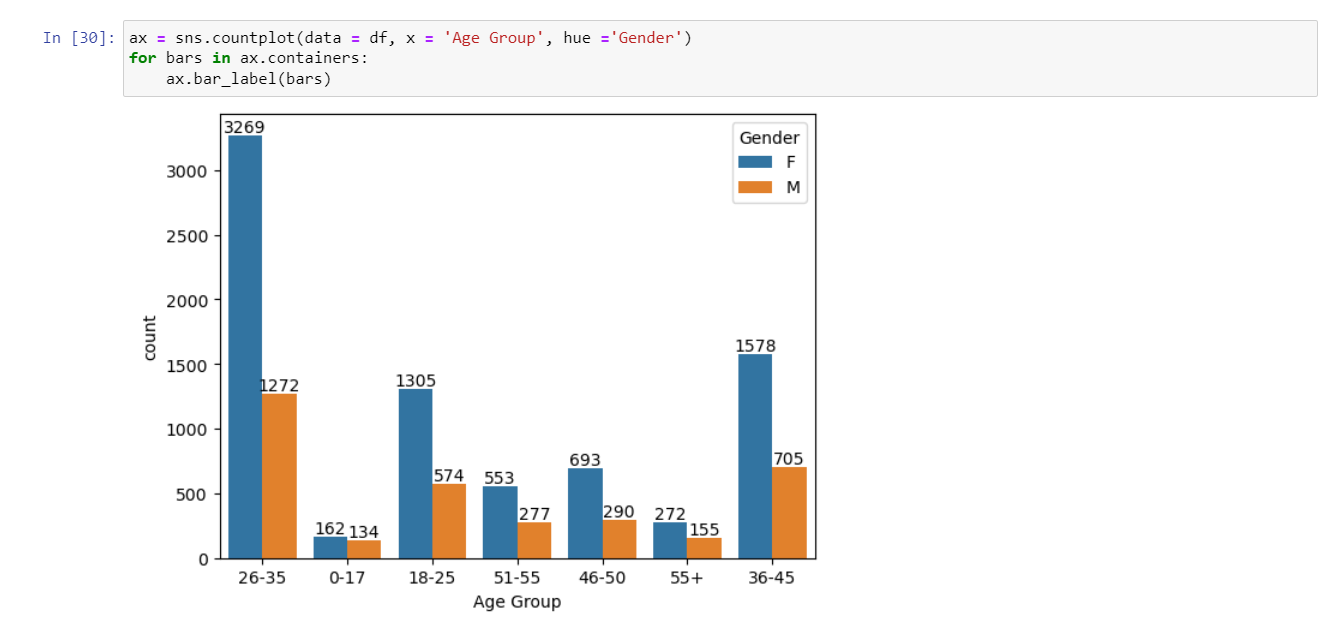 In [30]: ax = sns.countplot(data = df, x = 'Age Group', hue ='Gender')
for bars in ax.containers:
    ax.bar_label(bars)
3269
Gender
F
M
3000
2500
2000
1578
1500
1305
1272
1000
705
693
574
553
500
290
277
272
162
134
155
0
count
26-35 0-17 18-25 51-55 46-50 55+ 36-45
Age Group